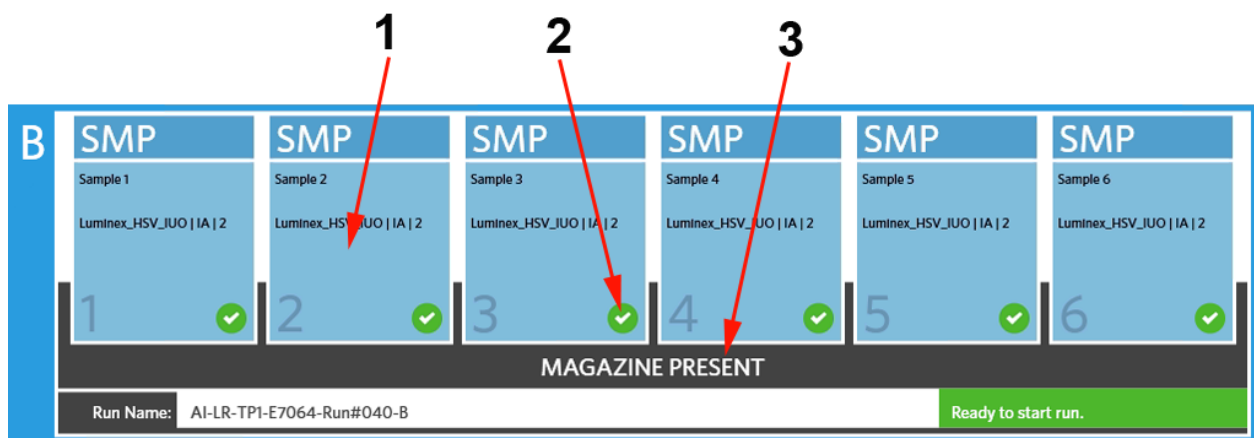 1 2 3
B SMP SMP SMP SMP SMP SMP
Sample 1 Sample 2 Sample 3 Sample 4 Sample 5 Sample 6
Luminex_HSV_IUO | IA | 2 Luminex_HSV_IUO | IA | 2 Luminex_HSV_IUO | IA | 2 Luminex_HSV_IUO | IA | 2 Luminex_HSV_IUO | IA | 2 Luminex_HSV_IUO | IA | 2
1 2 3 4 5 6
MAGAZINE PRESENT
Run Name: AI-LR-TP1-E7064-Run#040-B Ready to start run.